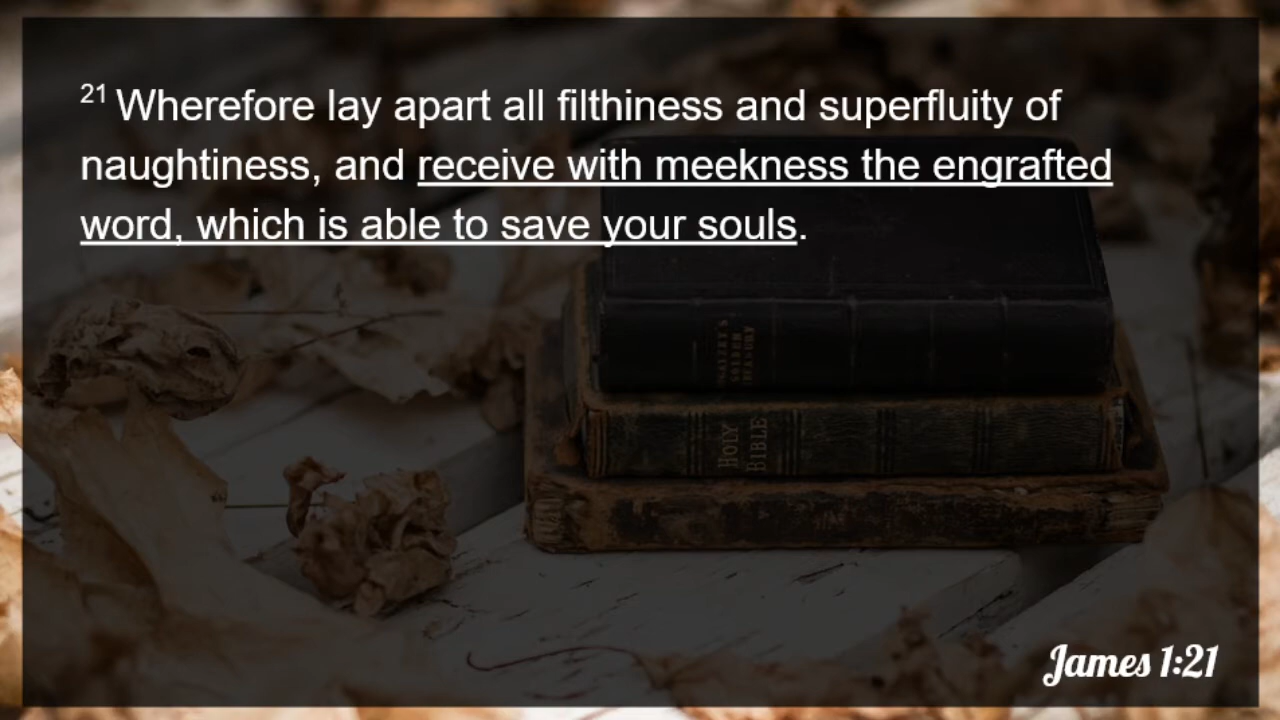 21 Wherefore lay apart all filthiness and superfluity of
naughtiness, and receive with meekness the engrafted
word, which is able to save your souls.
HOLY
BIBLE
James 1:21